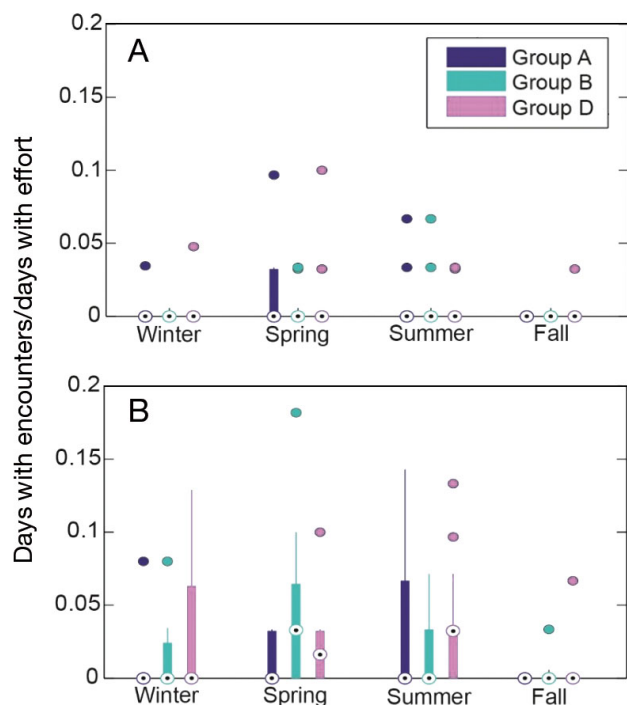 Days with encounters/days with effort
A
0.2
0.15
0.1
0.05
0
Group A
Group B
Group D
Winter Spring Summer Fall
B
0.2
0.15
0.1
0.05
0
Winter Spring Summer Fall